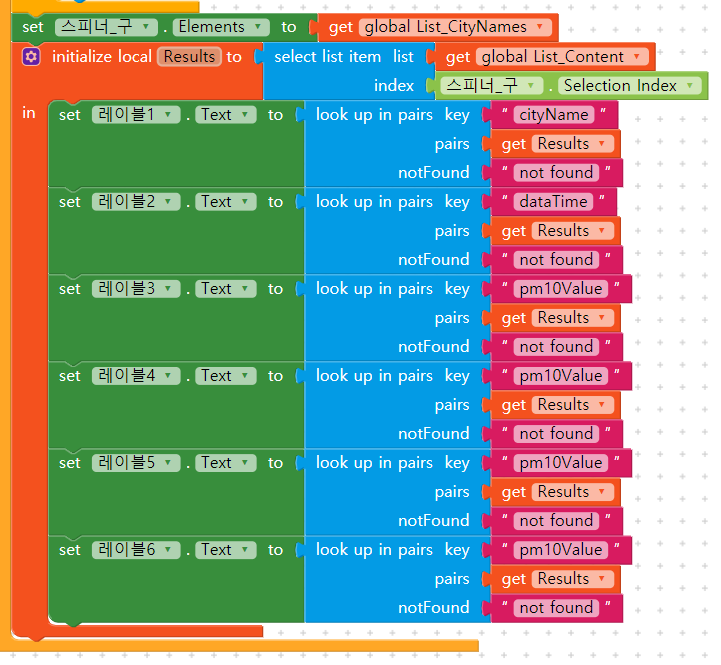 set 스피너_구 . Elements to get global List_CityNames
initialize local Results to select list item list get global List_Content
index 스피너_구 . Selection Index
in set 레이블1 . Text to look up in pairs key " cityName "
pairs get Results
notFound " not found "
set 레이블2 . Text to look up in pairs key " dataTime "
pairs get Results
notFound " not found "
set 레이블3 . Text to look up in pairs key " pm10Value "
pairs get Results
notFound " not found "
set 레이블4 . Text to look up in pairs key " pm10Value "
pairs get Results
notFound " not found "
set 레이블5 . Text to look up in pairs key " pm10Value "
pairs get Results
notFound " not found "
set 레이블6 . Text to look up in pairs key " pm10Value "
pairs get Results
notFound " not found "